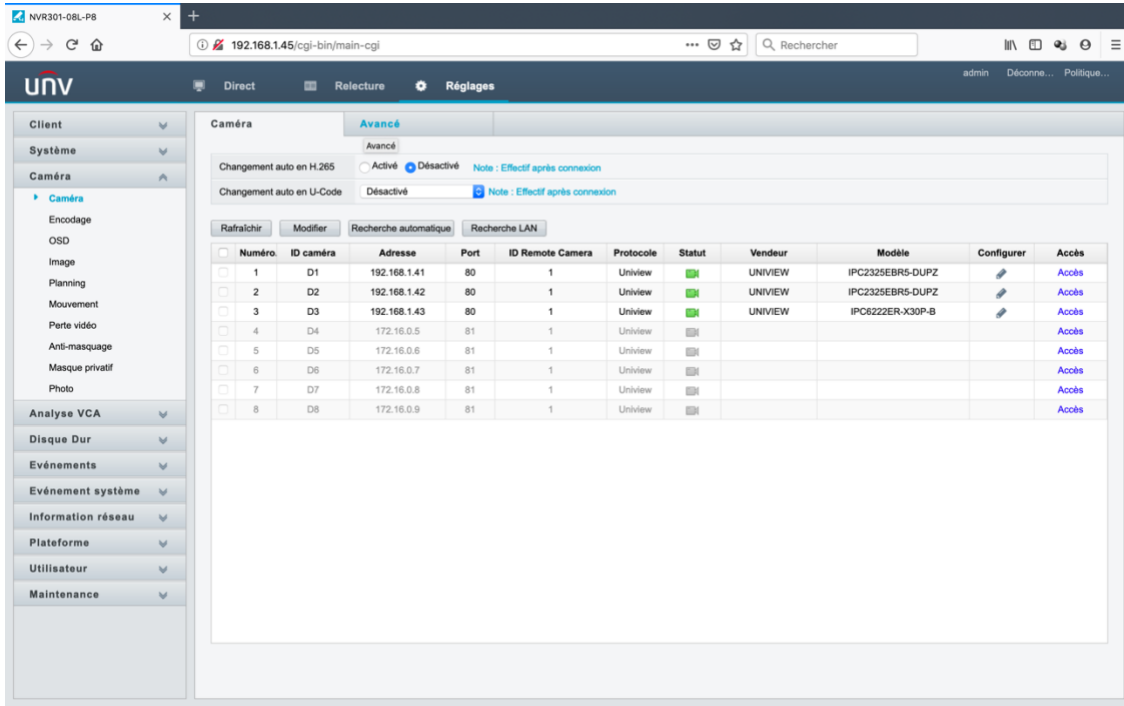 NVR301-08L-P8
192.168.1.45/cgi-bin/main-cgi
Rechercher
unv
Direct
Relecture
Réglages
admin
Déconne...
Politique...
Client
Système
Caméra
Caméra
Encodage
OSD
Image
Planning
Mouvement
Perte vidéo
Anti-masquage
Masque privatif
Photo
Analyse VCA
Disque Dur
Evénements
Evénement système
Information réseau
Plateforme
Utilisateur
Maintenance
Caméra
Avancé
Avancé
Changement auto en H.265 Activé Désactivé Note : Effectif après connexion
Changement auto en U-Code Désactivé Note : Effectif après connexion
Rafraîchir Modifier Recherche automatique Recherche LAN
Numéro. ID caméra Adresse Port ID Remote Camera Protocole Statut Vendeur Modèle Configurer Accès
1 D1 192.168.1.41 80 1 Uniview UNIVIEW IPC2325EBR5-DUPZ Accès
2 D2 192.168.1.42 80 1 Uniview UNIVIEW IPC2325EBR5-DUPZ Accès
3 D3 192.168.1.43 80 1 Uniview UNIVIEW IPC6222ER-X30P-B Accès
4 D4 172.16.0.5 81 1 Uniview Accès
5 D5 172.16.0.6 81 1 Uniview Accès
6 D6 172.16.0.7 81 1 Uniview Accès
7 D7 172.16.0.8 81 1 Uniview Accès
8 D8 172.16.0.9 81 1 Uniview Accès